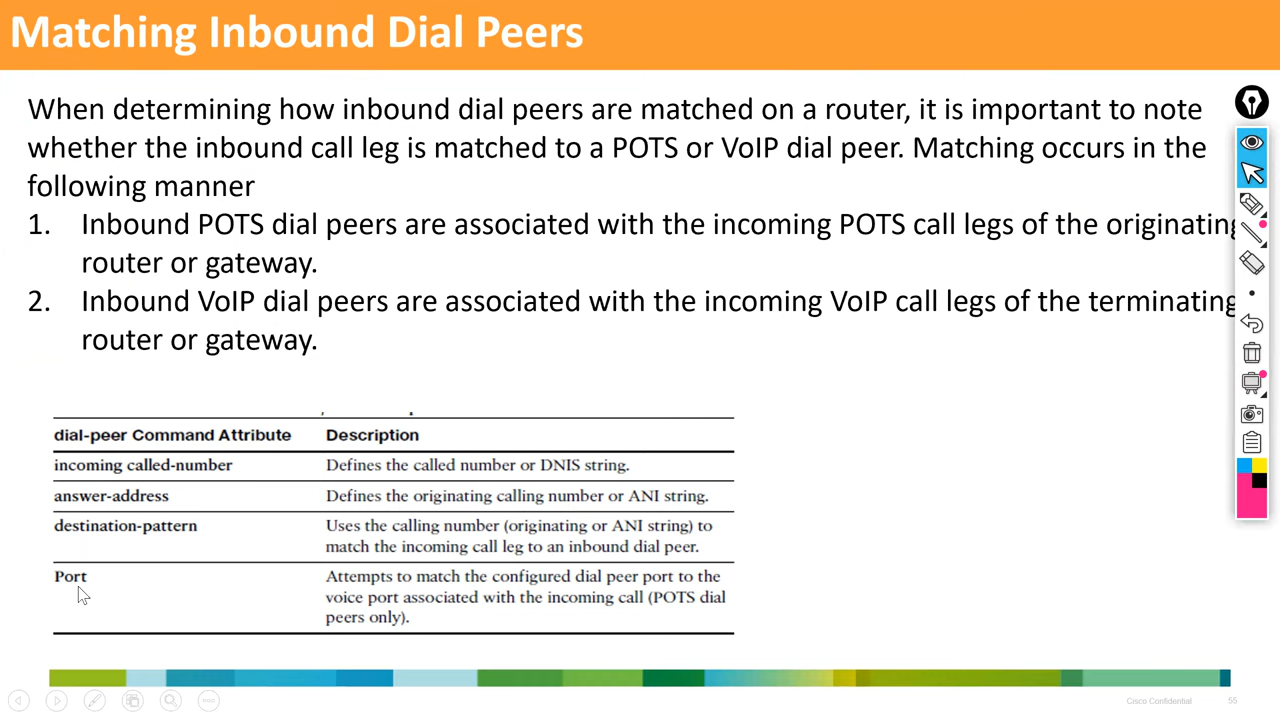 Matching Inbound Dial Peers
When determining how inbound dial peers are matched on a router, it is important to note
whether the inbound call leg is matched to a POTS or VoIP dial peer. Matching occurs in the
following manner
1. Inbound POTS dial peers are associated with the incoming POTS call legs of the originating
router or gateway.
2. Inbound VoIP dial peers are associated with the incoming VoIP call legs of the terminating
router or gateway.
dial-peer Command Attribute Description
incoming called-number Defines the called number or DNIS string.
answer-address Defines the originating calling number or ANI string.
destination-pattern Uses the calling number (originating or ANI string) to
match the incoming call leg to an inbound dial peer.
Port Attempts to match the configured dial peer port to the
voice port associated with the incoming call (POTS dial
peers only).
Cisco Confidential 55